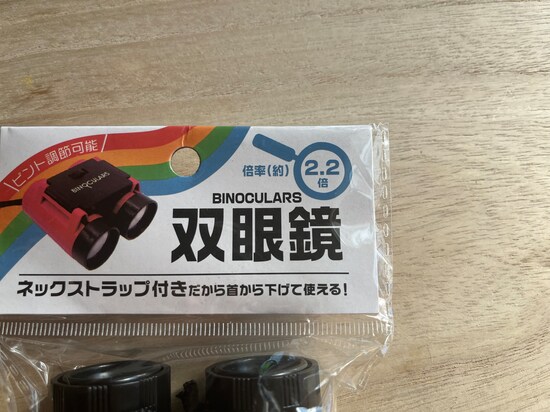 ピント調節可能
倍率(約)
2.2
倍
BINOCULARS
BINOCULARS
双眼鏡
ネックストラップ付きだから首から下げて使える!